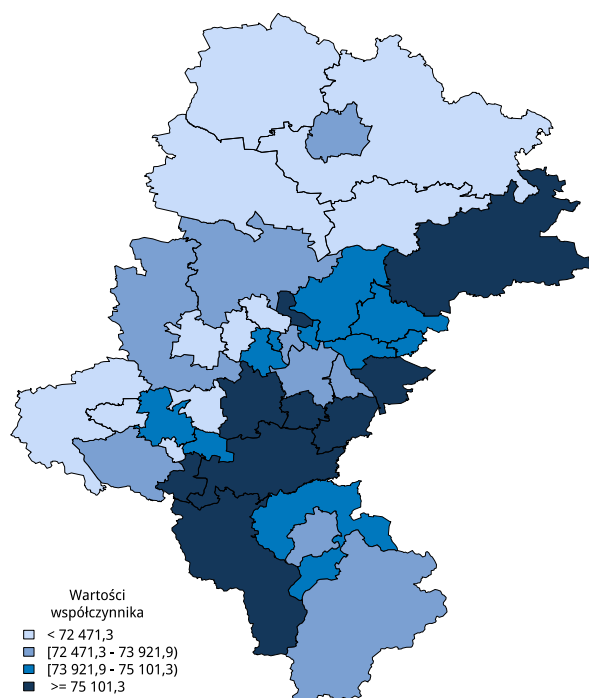 Wartości
współczynnika
< 72 471,3
[72 471,3 - 73 921,9)
[73 921,9 - 75 101,3)
>= 75 101,3